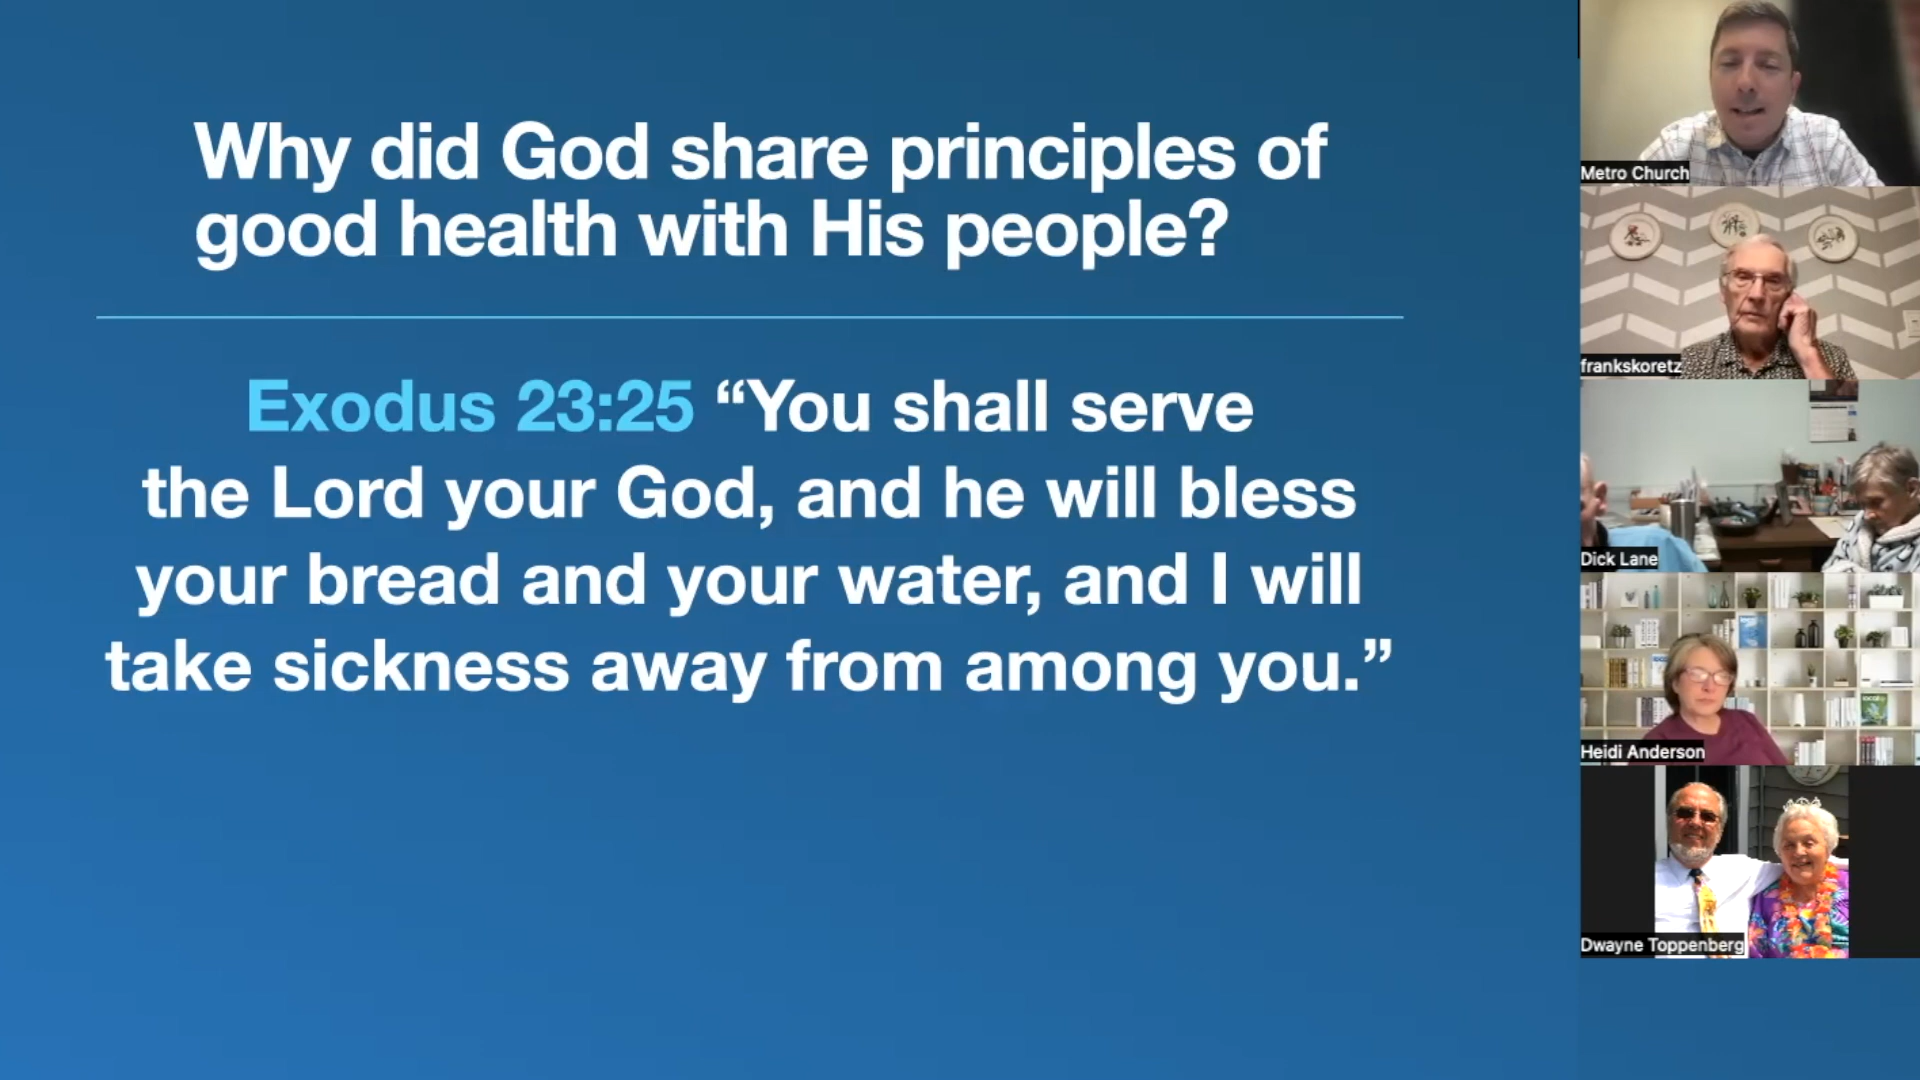 Why did God share principles of
good health with His people?
Exodus 23:25 “You shall serve
the Lord your God, and he will bless
your bread and your water, and I will
take sickness away from among you.”
Metro Church
frankskoretz
Dick Lane
Heidi Anderson
Dwayne Toppenberg